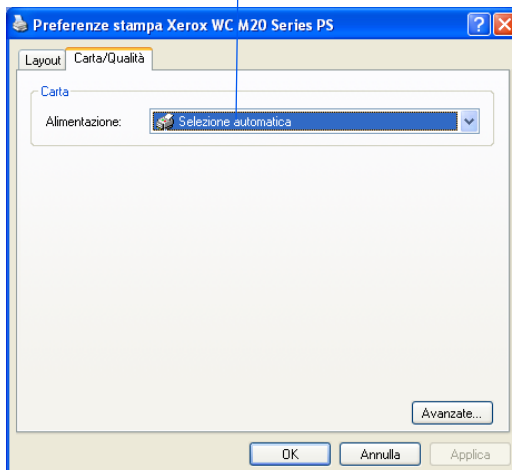 Preferenze stampa Xerox WC M20 Series PS
Layout Carta/Qualità
Carta
Alimentazione: Selezione automatica
Avanzate...
OK Annulla Applica